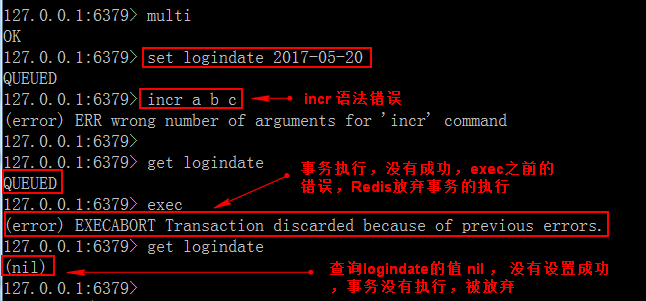 127.0.0.1:6379> multi
OK
127.0.0.1:6379> set logindate 2017-05-20
QUEUED
127.0.0.1:6379> incr a b c
incr 语法错误
(error) ERR wrong number of arguments for 'incr' command
127.0.0.1:6379>
127.0.0.1:6379> get logindate
QUEUED
事务执行，没有成功，exec之前的
错误，Redis放弃事务的执行
127.0.0.1:6379> exec
(error) EXECABORT Transaction discarded because of previous errors.
127.0.0.1:6379> get logindate
(nil)
查询logindate的值 nil ，没有设置成功
，事务没有执行，被放弃
127.0.0.1:6379>